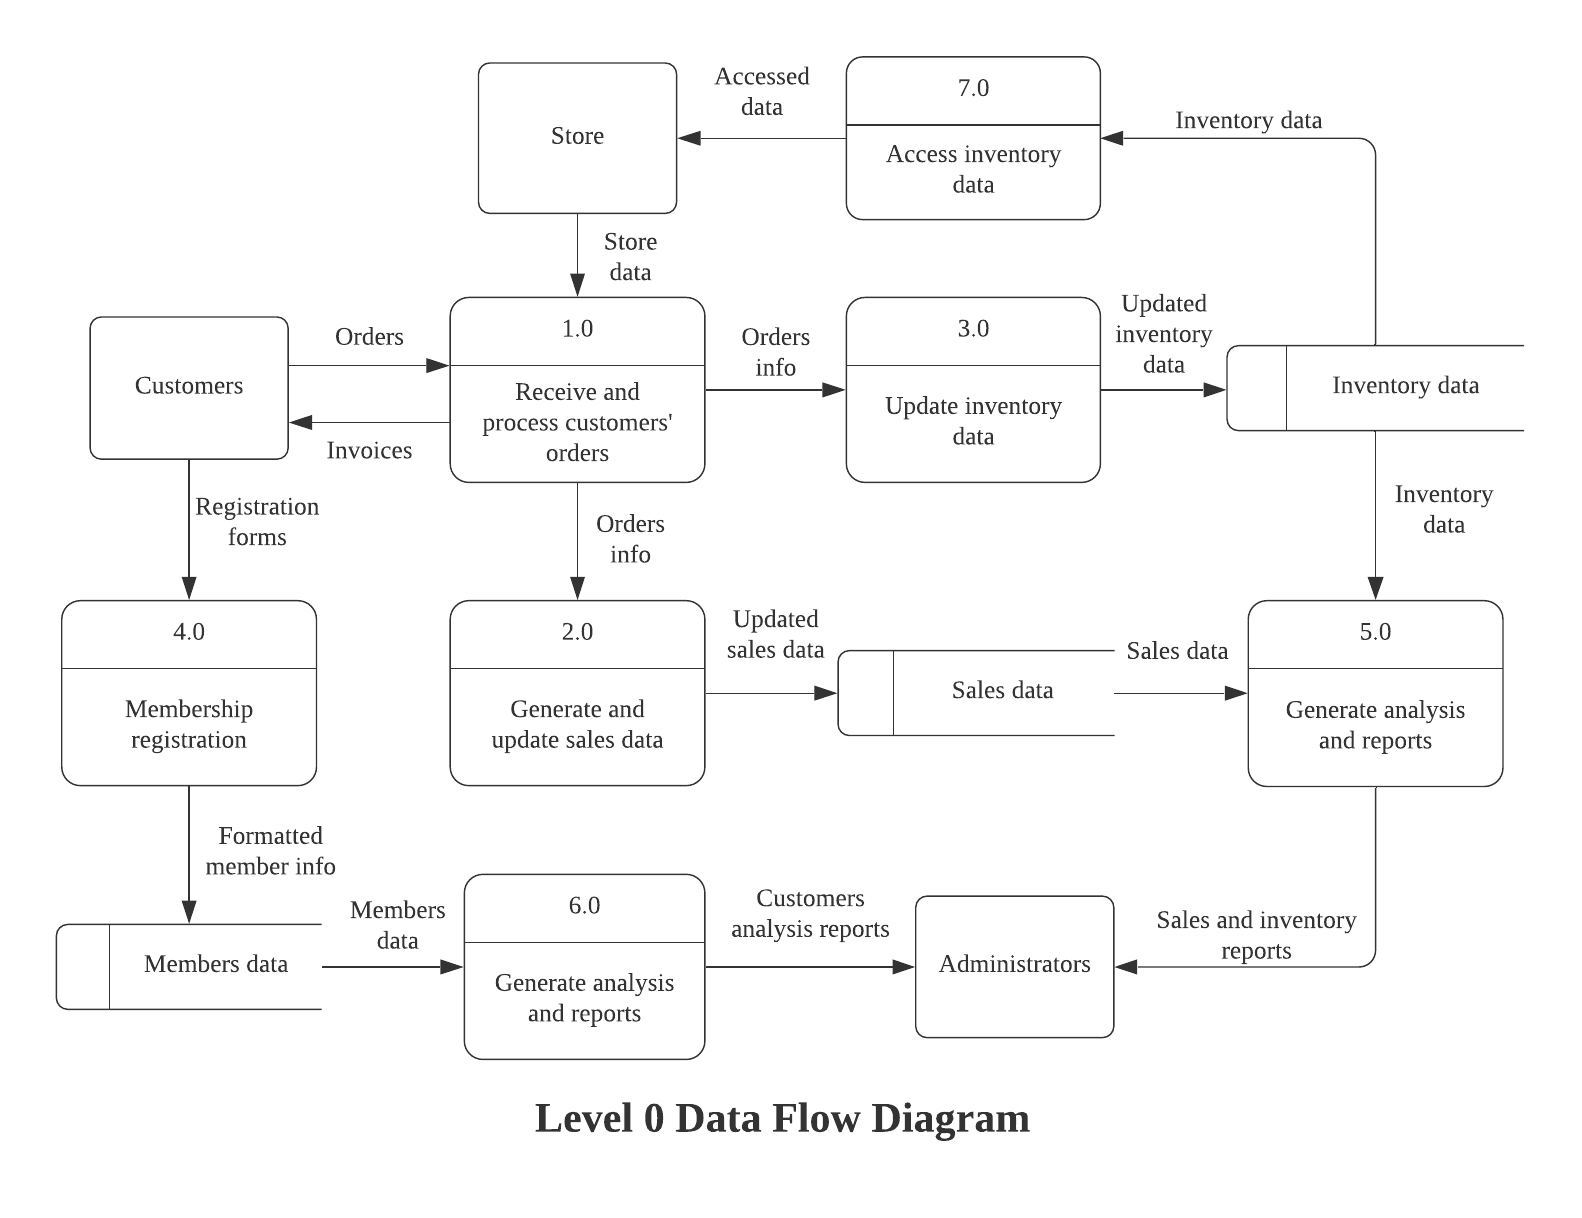 Accessed
data
7.0
Inventory data
Store
Access inventory
data
Store
data
Orders
1.0
Orders
info
3.0
Updated
inventory
data
Customers
Receive and
process customers'
orders
Update inventory
data
Inventory data
Invoices
Registration
forms
Orders
info
Inventory
data
4.0
2.0
Updated
sales data
Sales data
5.0
Membership
registration
Generate and
update sales data
Sales data
Generate analysis
and reports
Formatted
member info
Members
data
6.0
Customers
analysis reports
Sales and inventory
reports
Members data
Generate analysis
and reports
Administrators
Level 0 Data Flow Diagram